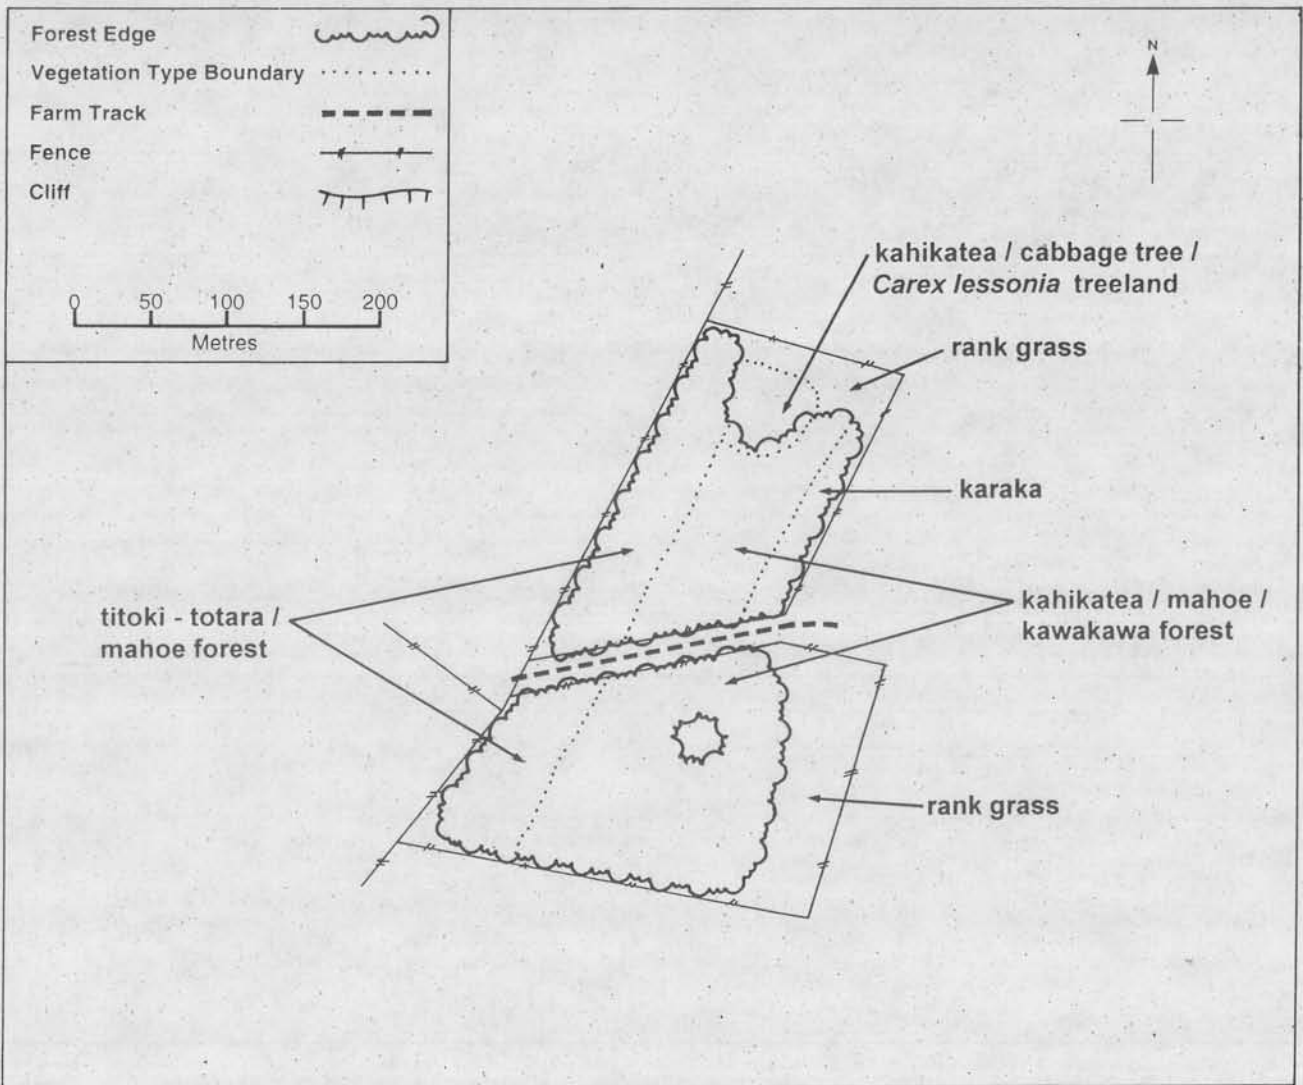 Forest Edge
Vegetation Type Boundary
Farm Track
Fence
Cliff
0 50 100 150 200
Metres
N
kahikatea / cabbage tree /
Carex lessonia treeland
rank grass
karaka
titoki - totara /
mahoe forest
kahikatea / mahoe /
kawakawa forest
rank grass